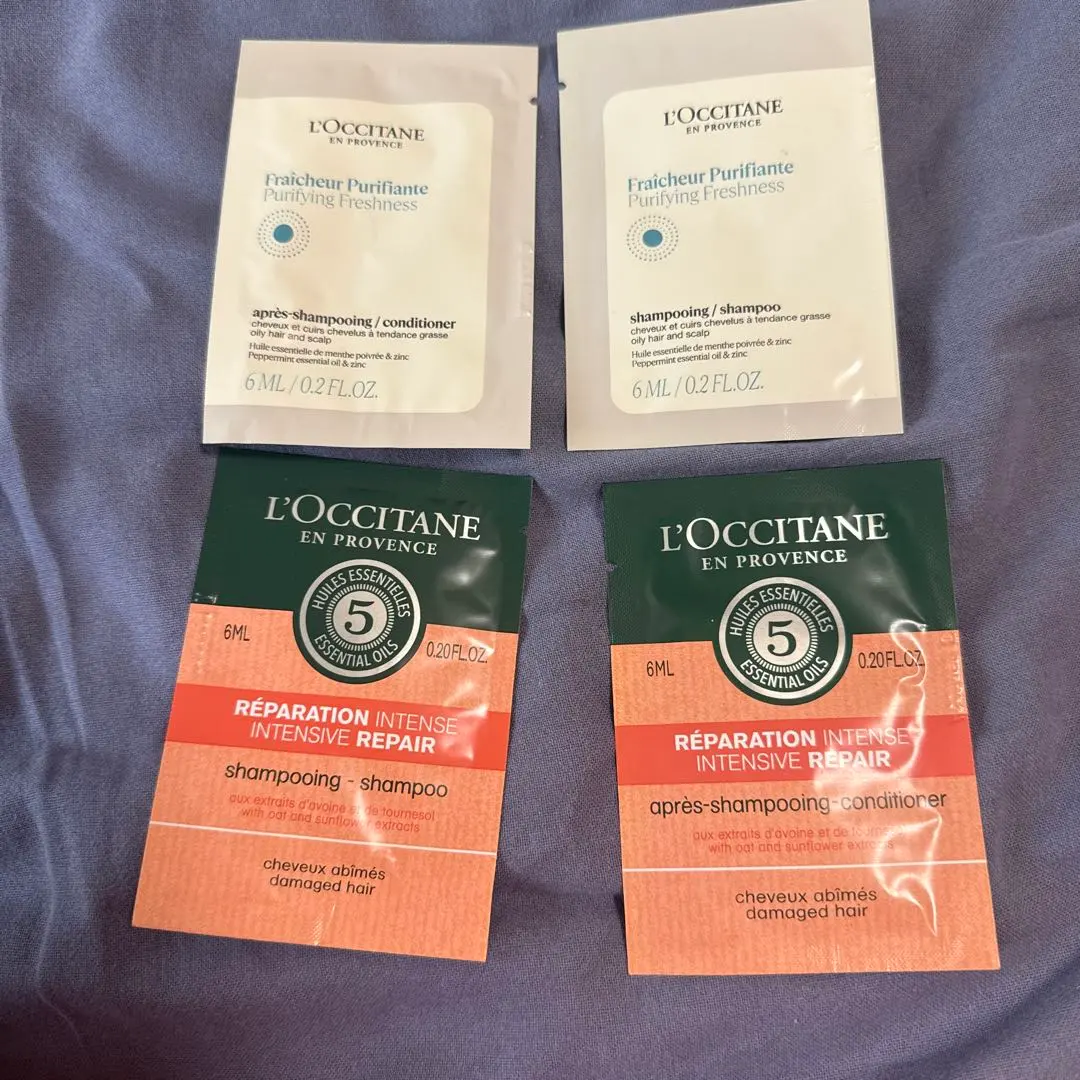 L'OCCITANE
EN PROVENCE
Fraîcheur Purifiante
Purifying Freshness
après-shampooing / conditioner
cheveux et cuirs chevelus à tendance grasse
oily hair and scalp
Huile essentielle de menthe poivrée & zinc
Peppermint essential oil & zinc
6 ML / 0.2 FL.OZ.
L'OCCITANE
EN PROVENCE
Fraîcheur Purifiante
Purifying Freshness
shampooing / shampoo
cheveux et cuirs chevelus à tendance grasse
oily hair and scalp
Huile essentielle de menthe poivrée & zinc
Peppermint essential oil & zinc
6 ML / 0.2 FL.OZ.
L'OCCITANE
EN PROVENCE
HUILES ESSENTIELLES
5
ESSENTIAL OILS
6ML
0.20FL.OZ.
RÉPARATION INTENSE
INTENSIVE REPAIR
shampooing - shampoo
aux extraits d'avoine et de tournesol
with oat and sunflower extracts
cheveux abîmés
damaged hair
L'OCCITANE
EN PROVENCE
HUILES ESSENTIELLES
5
ESSENTIAL OILS
6ML
0.20FL.OZ.
RÉPARATION INTENSE
INTENSIVE REPAIR
après-shampooing-conditioner
aux extraits d'avoine et de tournesol
with oat and sunflower extracts
cheveux abîmés
damaged hair